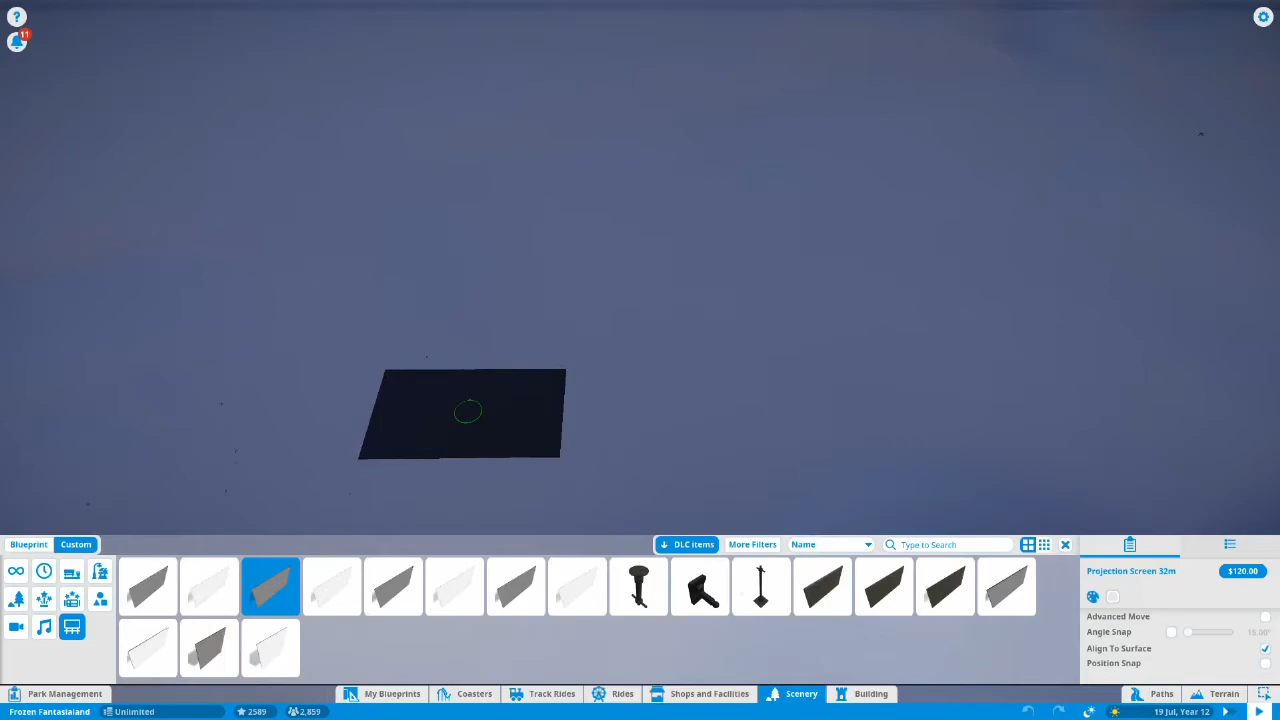 ?
11
Blueprint Custom DLC items More Filters Name Type to Search
Projection Screen 32m $120.00
Advanced Move
Angle Snap 15.00°
Align To Surface
Position Snap
Park Management My Blueprints Coasters Track Rides Rides Shops and Facilities Scenery Building Paths Terrain
Frozen Fantasialand Unlimited 2589 2,859 19 Jul, Year 12